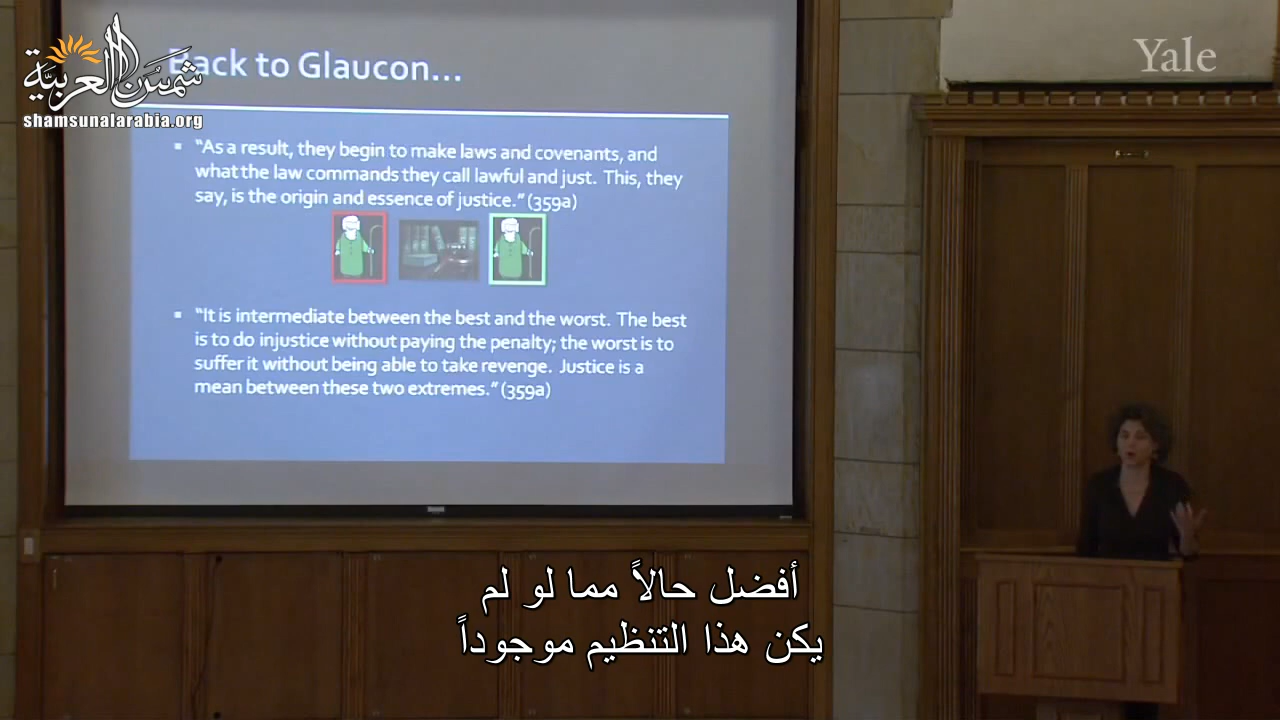 شمس العربية
shamsunalarabia.org
Yale
Back to Glaucon...
"As a result, they begin to make laws and covenants, and
what the law commands they call lawful and just. This, they
say, is the origin and essence of justice." (359a)
"It is intermediate between the best and the worst. The best
is to do injustice without paying the penalty; the worst is to
suffer it without being able to take revenge. Justice is a
mean between these two extremes." (359a)
أفضل حالاً مما لو لم
يكن هذا التنظيم موجوداً